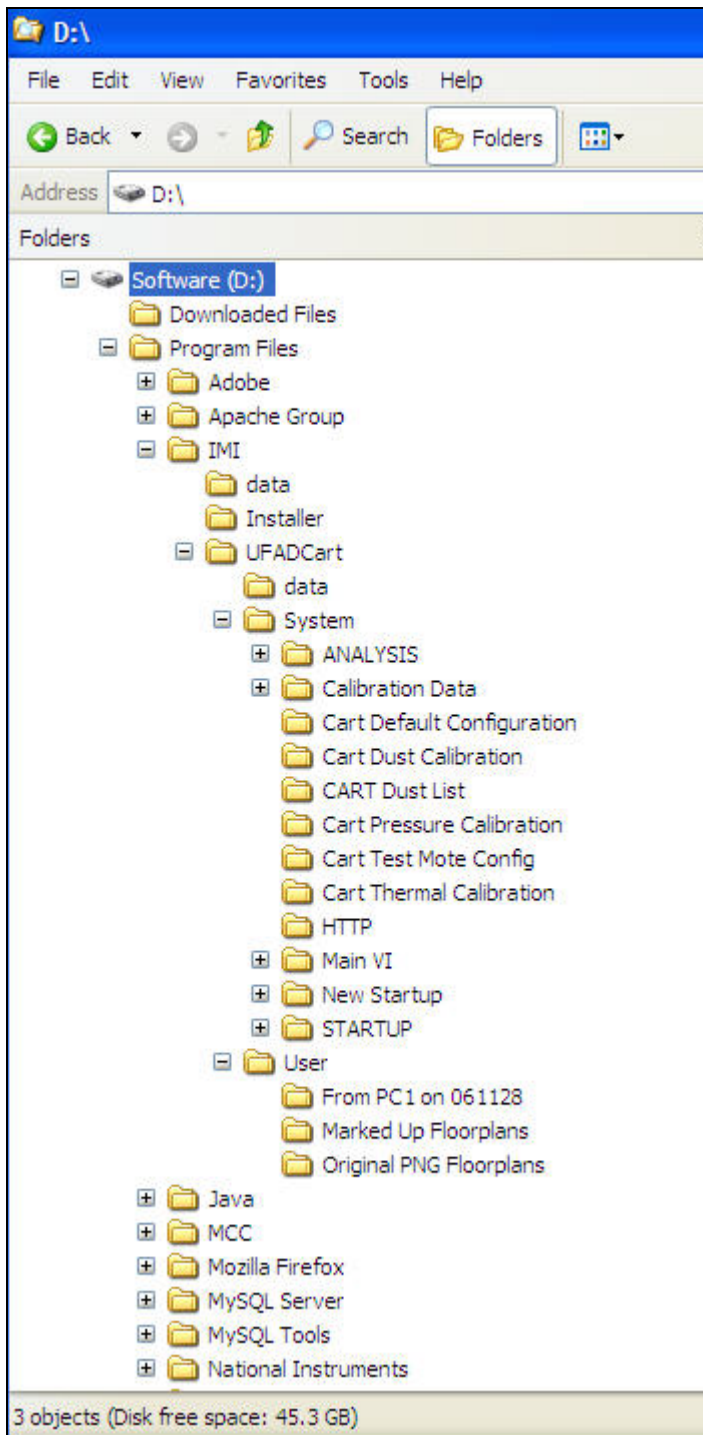 D:\
File Edit View Favorites Tools Help
Back Search Folders
Address D:\
Folders
Software (D:)
Downloaded Files
Program Files
Adobe
Apache Group
IMI
data
Installer
UFADCart
data
System
ANALYSIS
Calibration Data
Cart Default Configuration
Cart Dust Calibration
CART Dust List
Cart Pressure Calibration
Cart Test Mote Config
Cart Thermal Calibration
HTTP
Main VI
New Startup
STARTUP
User
From PC1 on 061128
Marked Up Floorplans
Original PNG Floorplans
Java
MCC
Mozilla Firefox
MySQL Server
MySQL Tools
National Instruments
3 objects (Disk free space: 45.3 GB)